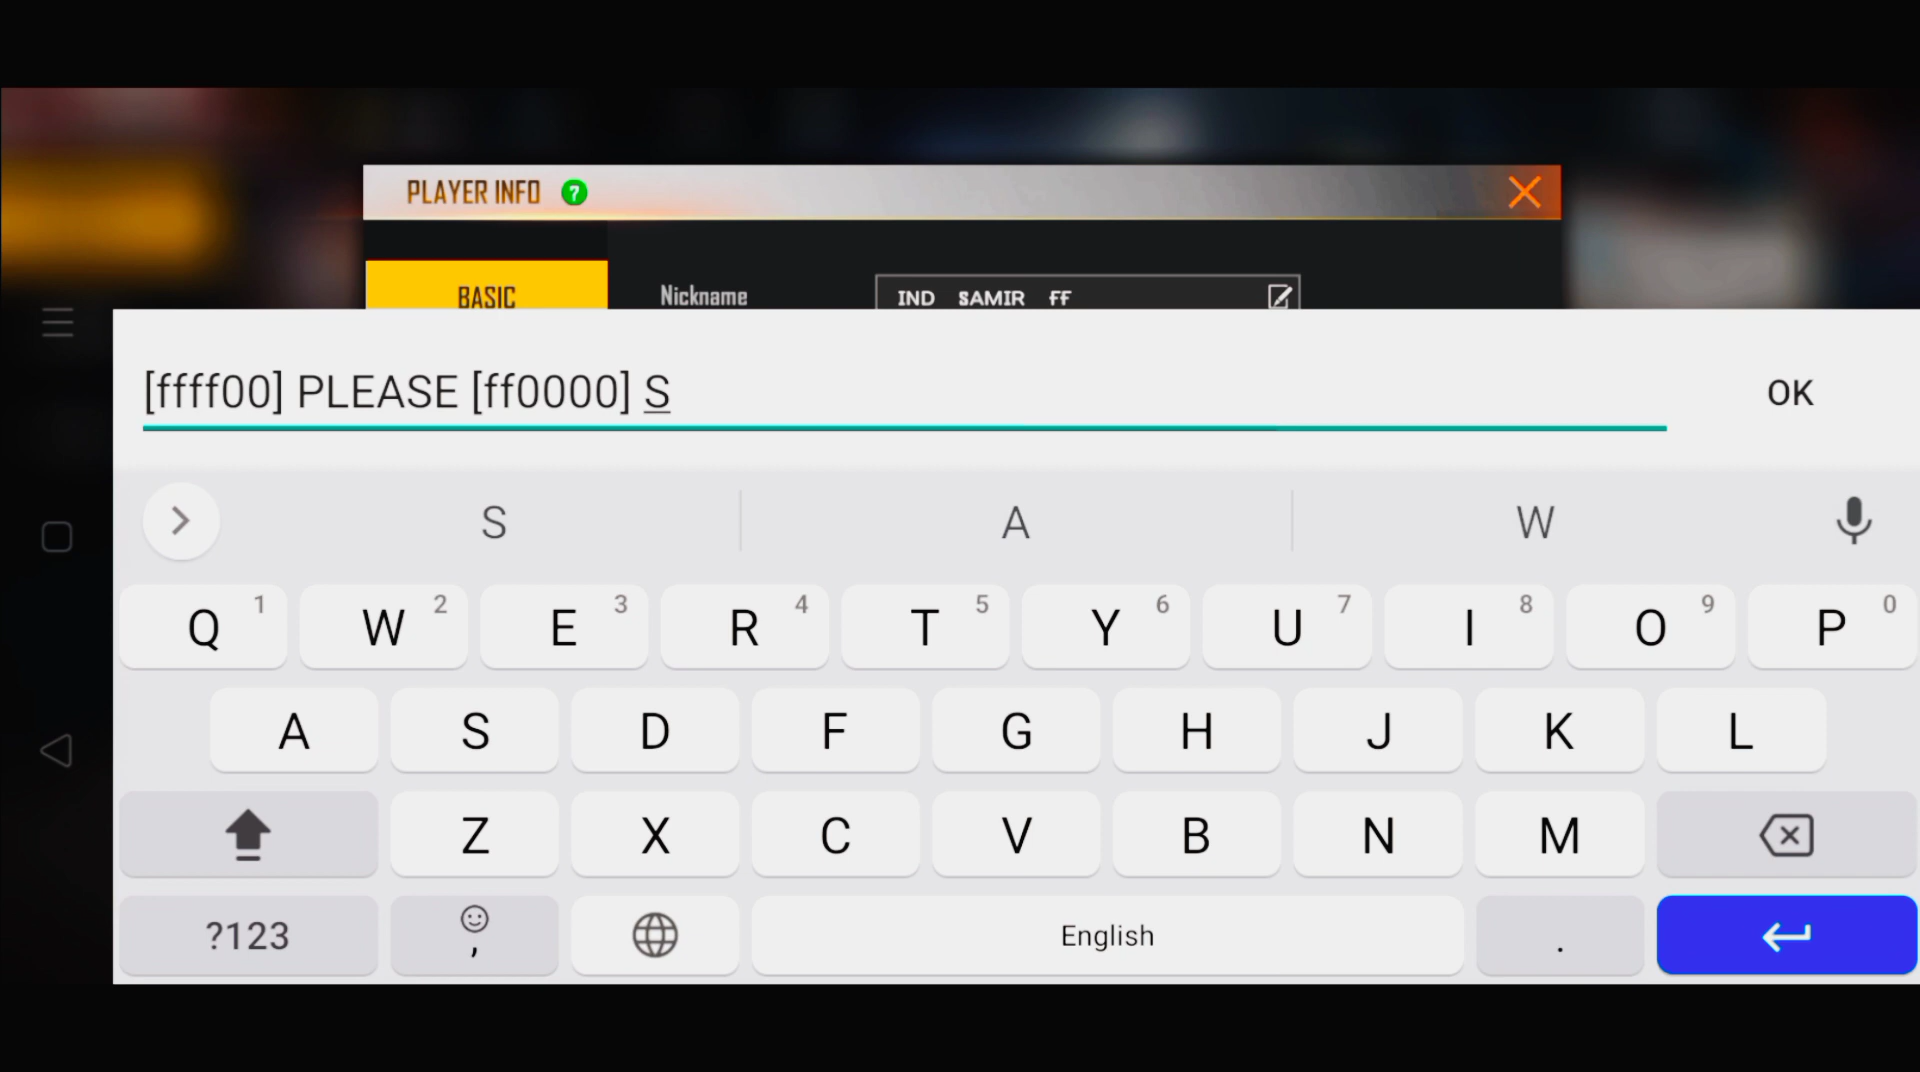 PLAYER INFO ?
BASIC
Nickname
IND SAMIR ff
[ffff00] PLEASE [ff0000] S
OK
S A W
Q 1 W 2 E 3 R 4 T 5 Y 6 U 7 I 8 O 9 P 0
A S D F G H J K L
Z X C V B N M
?123 , English .